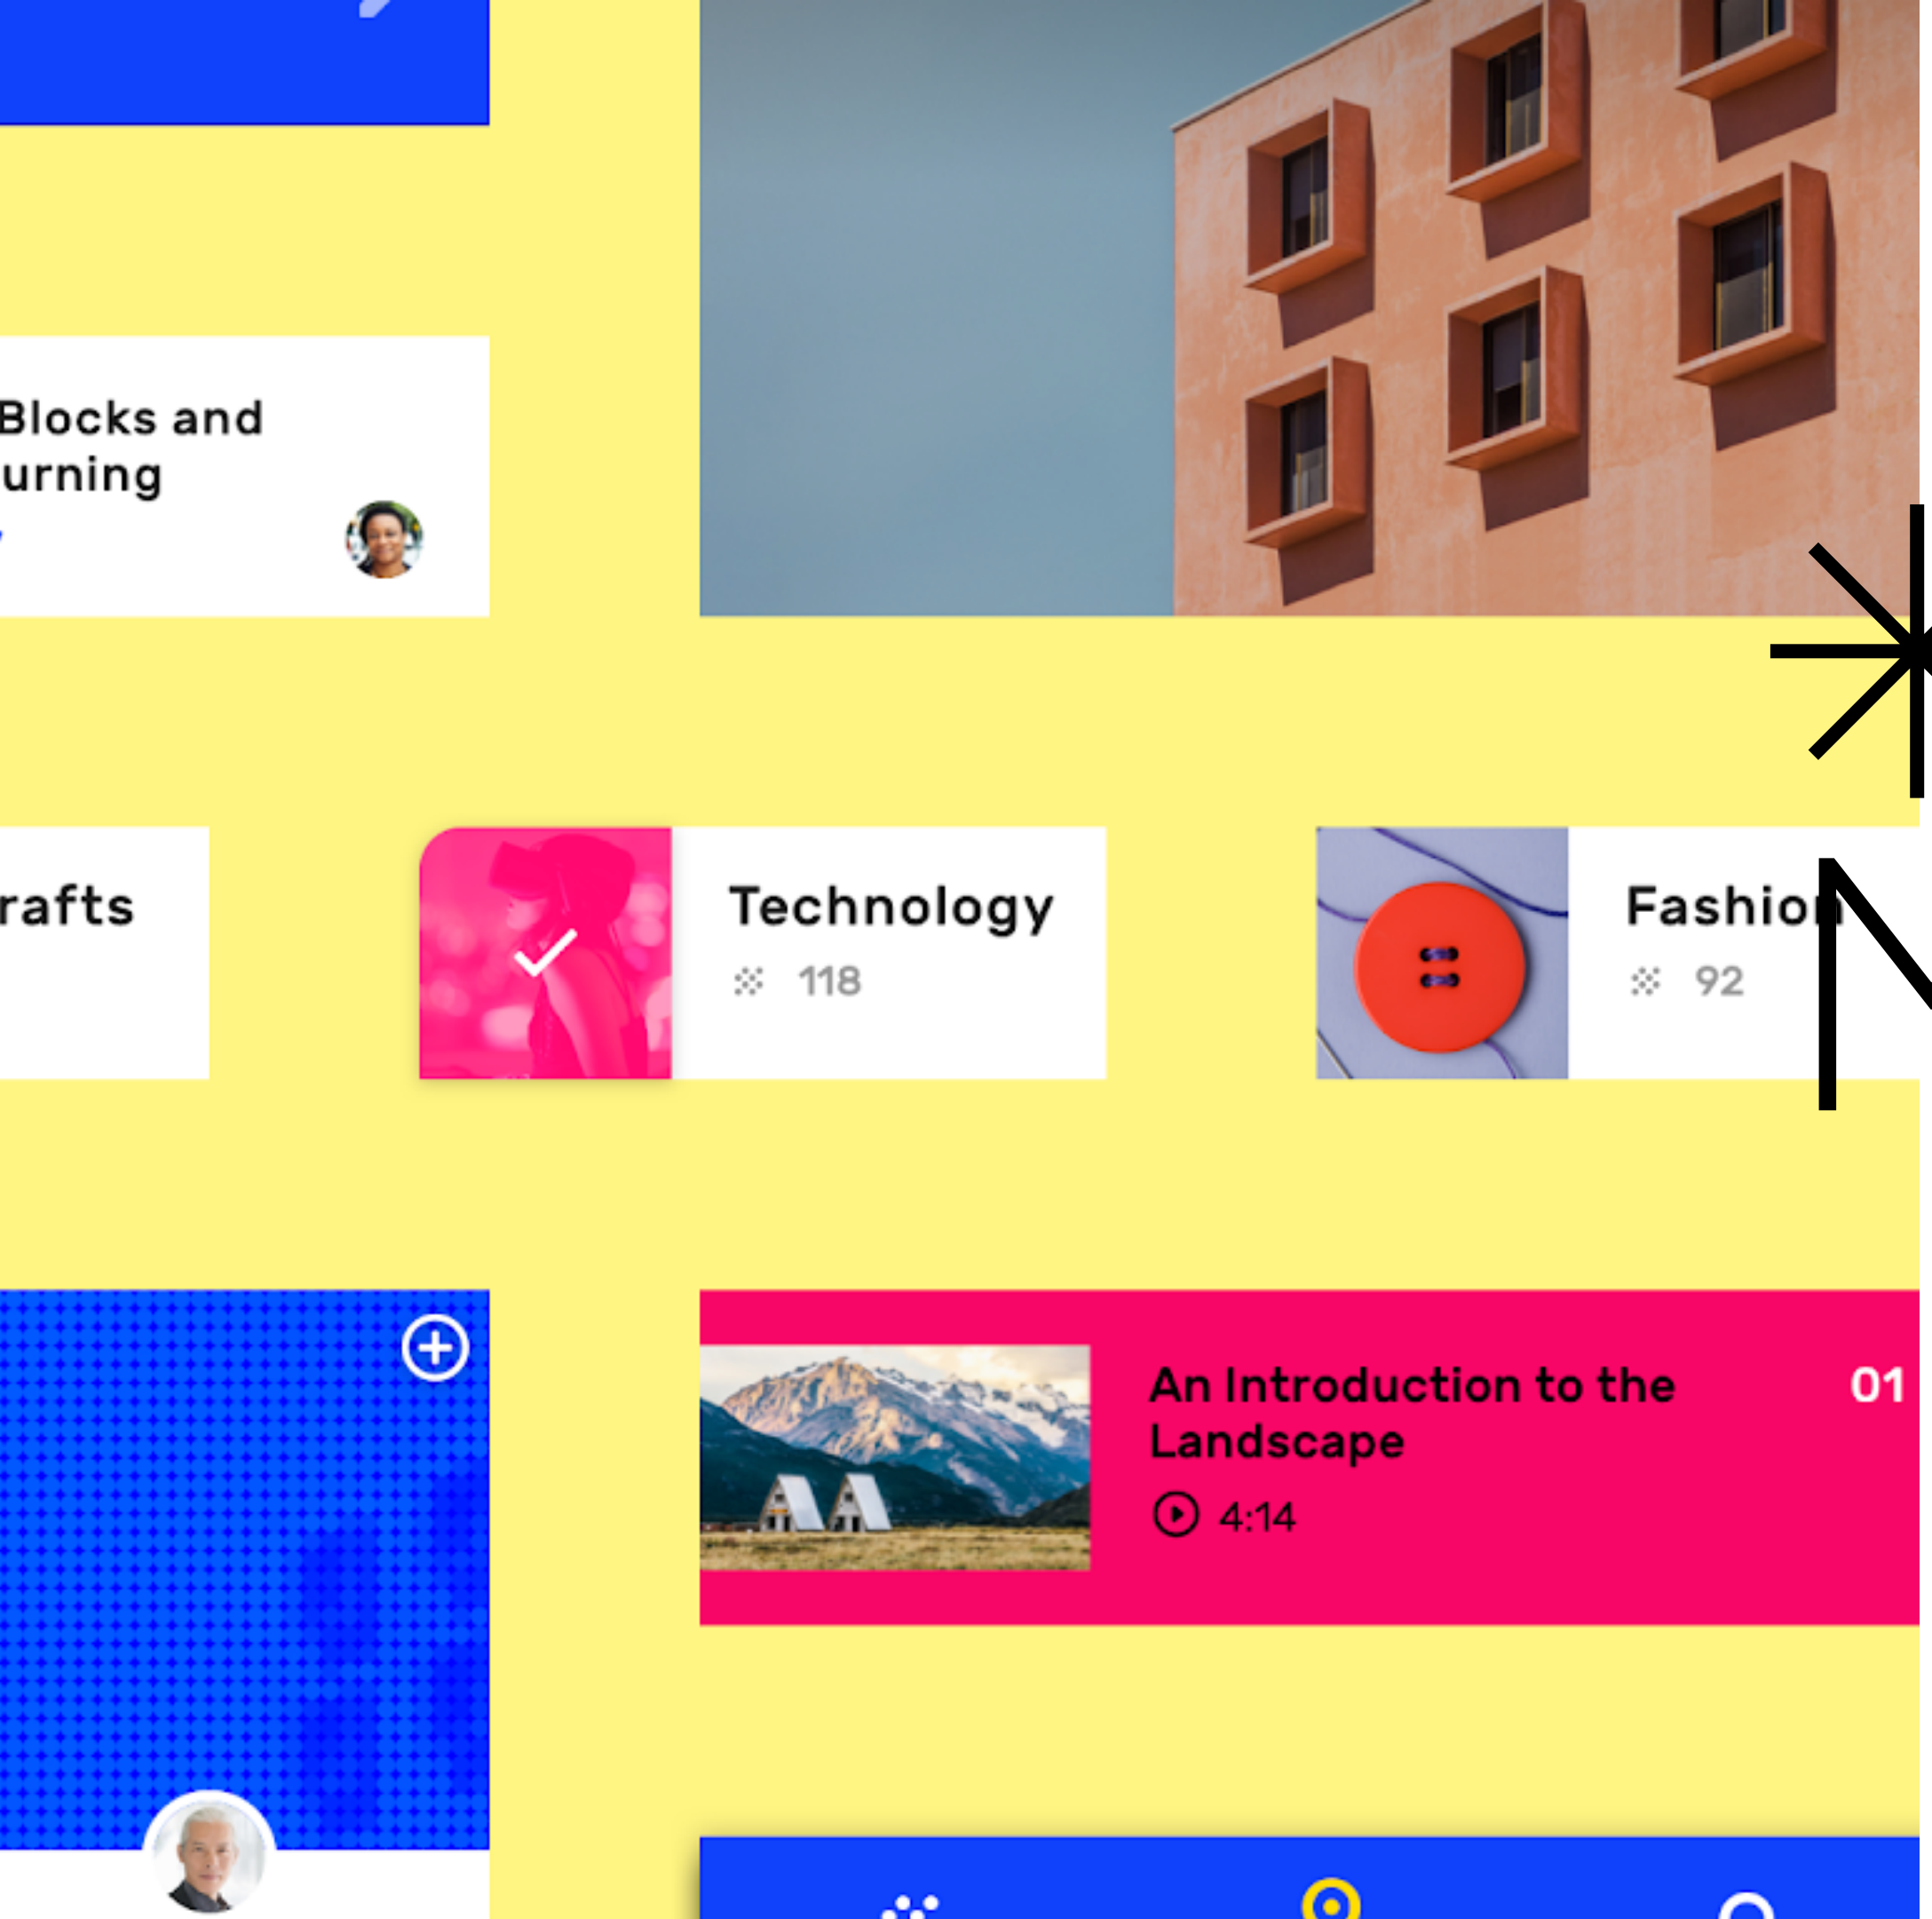 Blocks and
urning
rafts
Technology
118
Fashion
92
N
An Introduction to the
Landscape
01
4:14